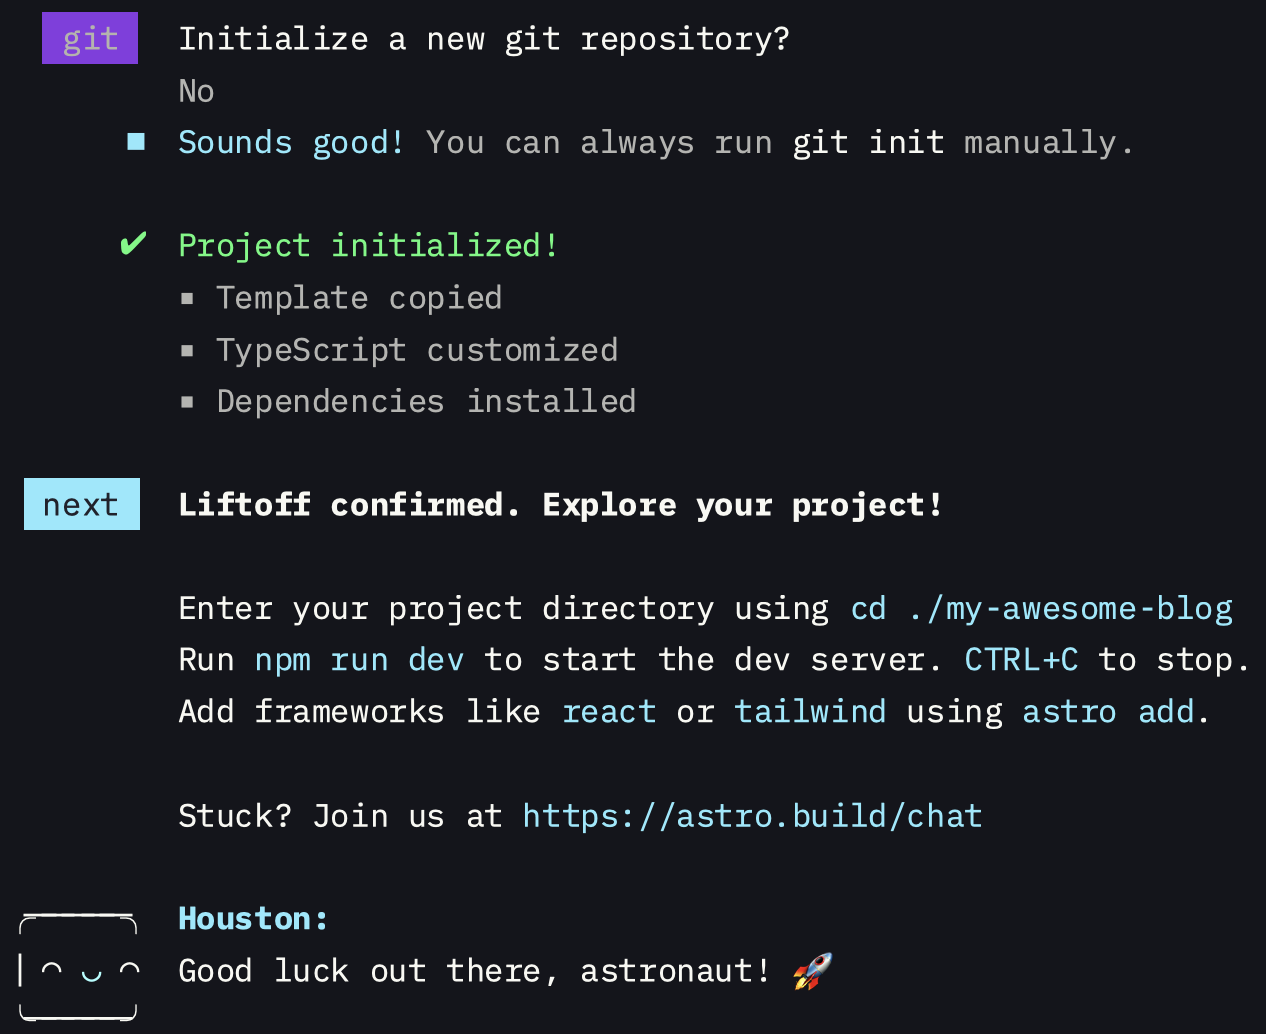 git Initialize a new git repository?
No
■ Sounds good! You can always run git init manually.
✔ Project initialized!
■ Template copied
■ TypeScript customized
■ Dependencies installed
next Liftoff confirmed. Explore your project!
Enter your project directory using cd ./my-awesome-blog
Run npm run dev to start the dev server. CTRL+C to stop.
Add frameworks like react or tailwind using astro add.
Stuck? Join us at https://astro.build/chat
Houston:
Good luck out there, astronaut! 🚀